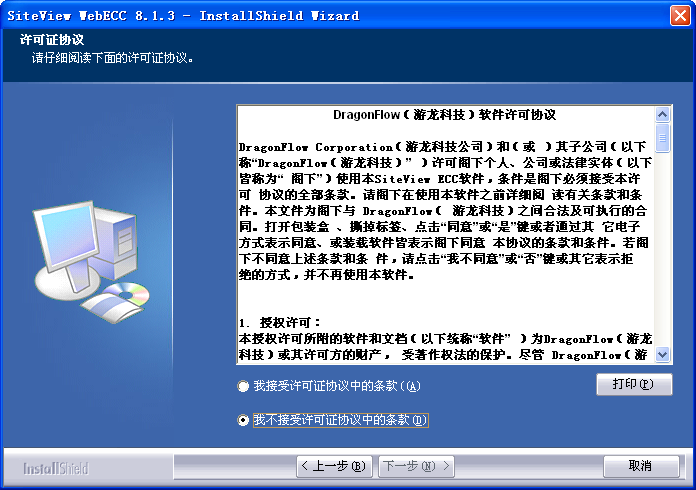 SiteView WebECC 8.1.3 - InstallShield Wizard
许可证协议
请仔细阅读下面的许可证协议。
DragonFlow（游龙科技）软件许可协议
DragonFlow Corporation（游龙科技公司）和（或 ）其子公司（以下
称“DragonFlow（游龙科技）” ）许可阁下个人、公司或法律实体（以下
皆称为“ 阁下”）使用本SiteView ECC软件，条件是阁下必须接受本许
可 协议的全部条款。请阁下在使用本软件之前详细阅 读有关条款和条
件。本文件为阁下与 DragonFlow（ 游龙科技）之间合法及可执行的合
同。打开包装盒 、撕掉标签、点击“同意”或“是”键或者通过其 它电子
方式表示同意、或装载软件皆表示阁下同意 本协议的条款和条件。若阁
下不同意上述条款和条 件，请点击“我不同意”或“否”键或其它表示拒
绝的方式，并不再使用本软件。
1. 授权许可：
本授权许可所附的软件和文档（以下统称“软件” ）为DragonFlow（游龙
科技）或其许可方的财产， 受著作权法的保护。尽管 DragonFlow（游
我接受许可证协议中的条款(A)
打印(P)
我不接受许可证协议中的条款(D)
InstallShield
< 上一步(B)
下一步(N) >
取消